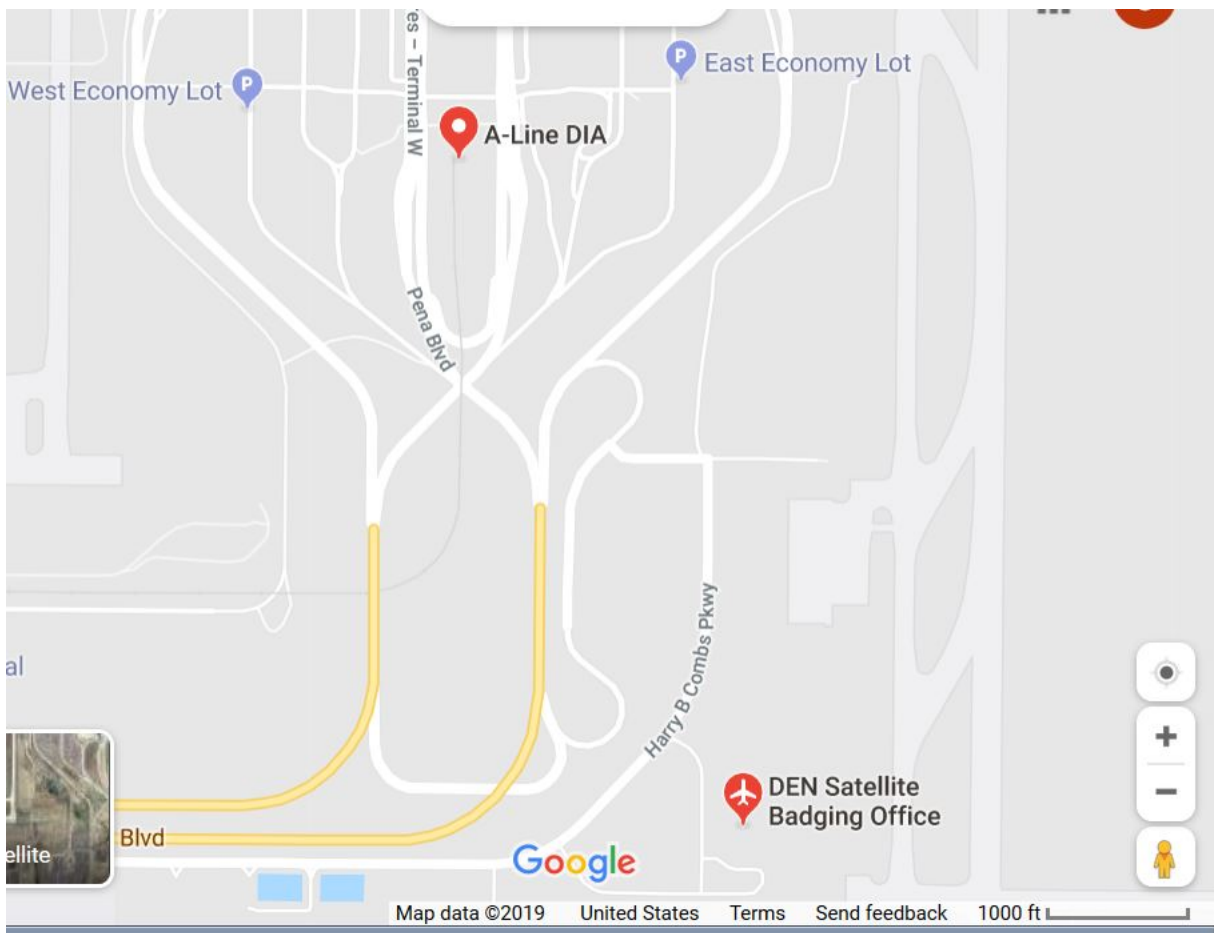 es – Terminal W
P
East Economy Lot
West Economy Lot
P
A-Line DIA
Pena Blvd
Harry B Combs Pkwy
al
DEN Satellite
Badging Office
Blvd
ellite
Google
Map data ©2019 United States Terms Send feedback 1000 ft